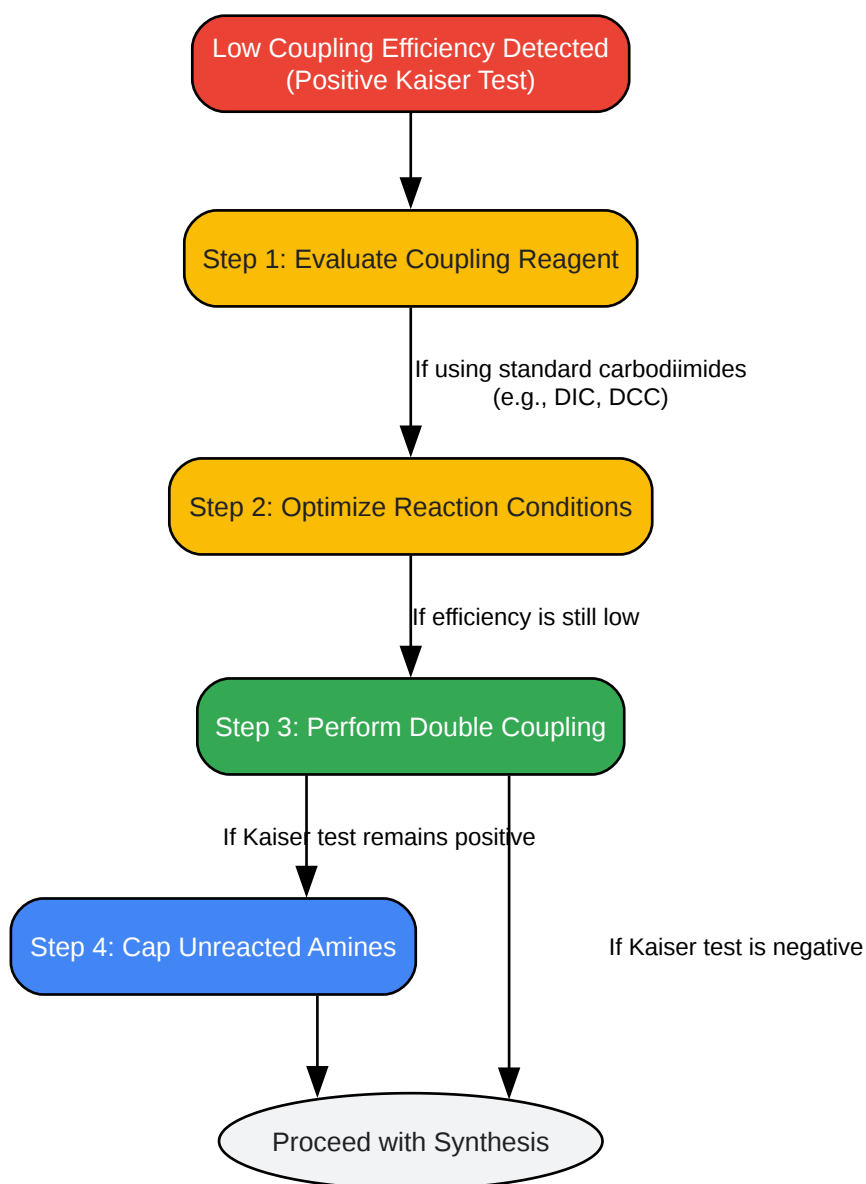 Low Coupling Efficiency Detected
(Positive Kaiser Test)
Step 1: Evaluate Coupling Reagent
If using standard carbodiimides
(e.g., DIC, DCC)
Step 2: Optimize Reaction Conditions
If efficiency is still low
Step 3: Perform Double Coupling
If Kaiser test remains positive
Step 4: Cap Unreacted Amines
If Kaiser test is negative
Proceed with Synthesis